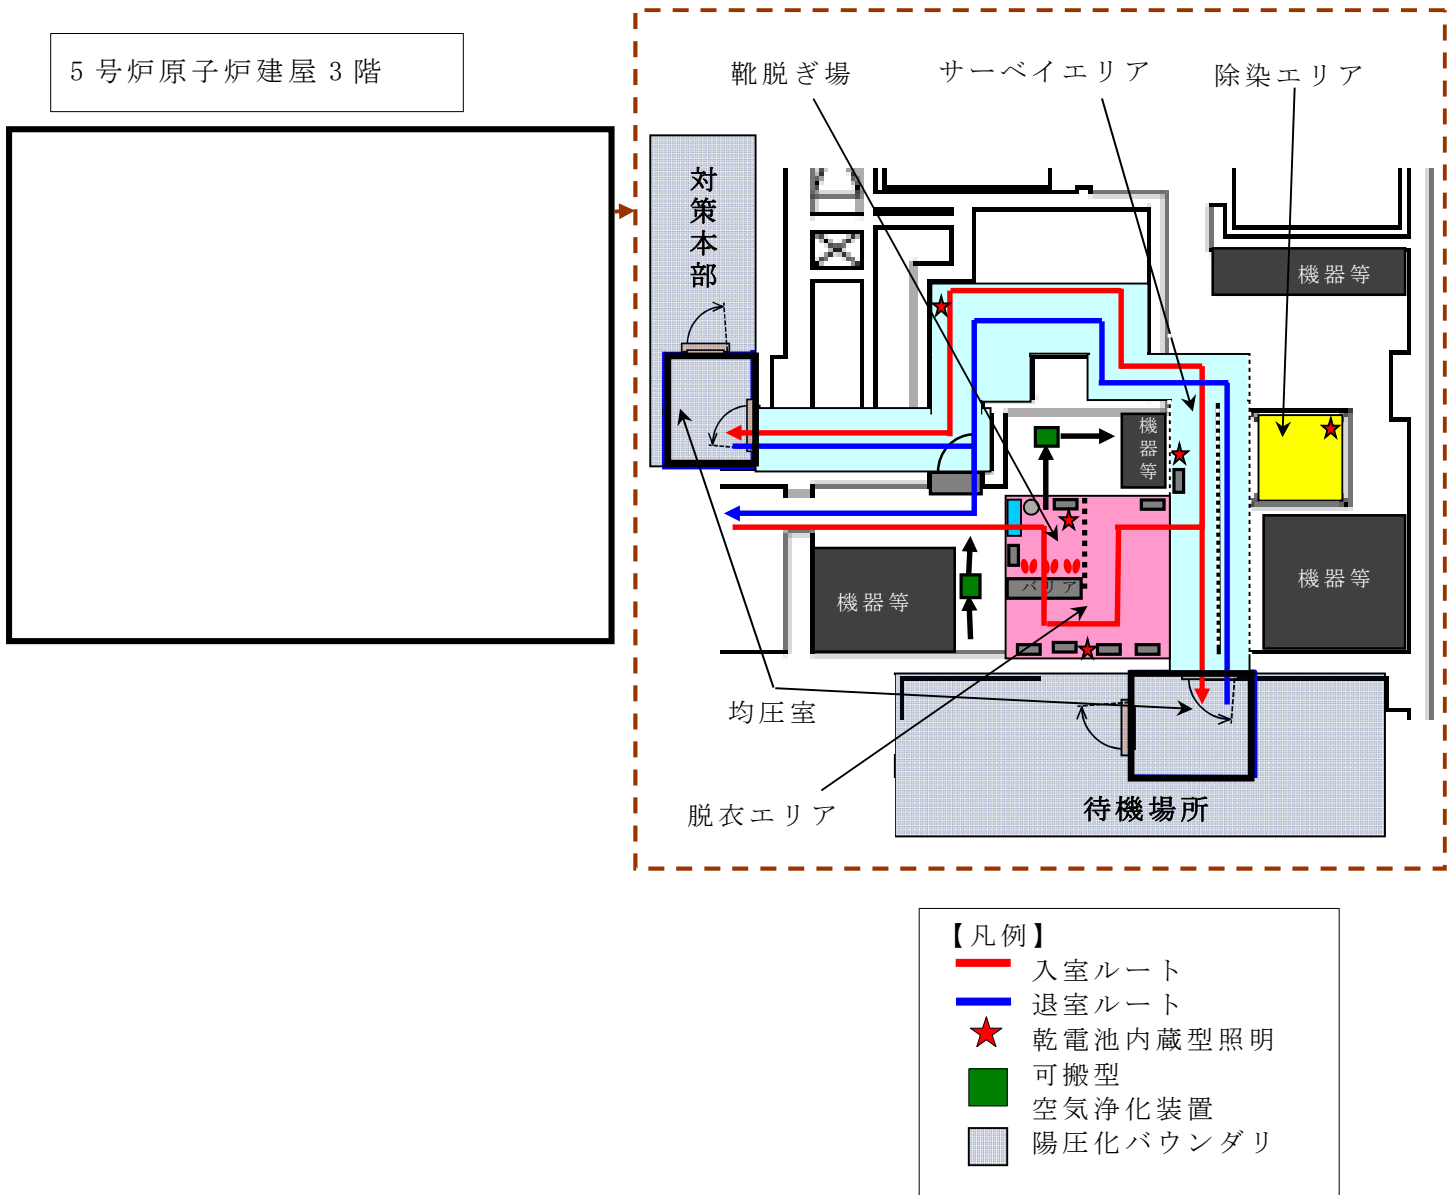 5号炉原子炉建屋3階
靴脱ぎ場
サーベイエリア
除染エリア
対策本部
機器等
機器等
バリア
機器等
機器等
均圧室
脱衣エリア
待機場所
【凡例】
入室ルート
退室ルート
乾電池内蔵型照明
可搬型
空気浄化装置
陽圧化バウンダリ